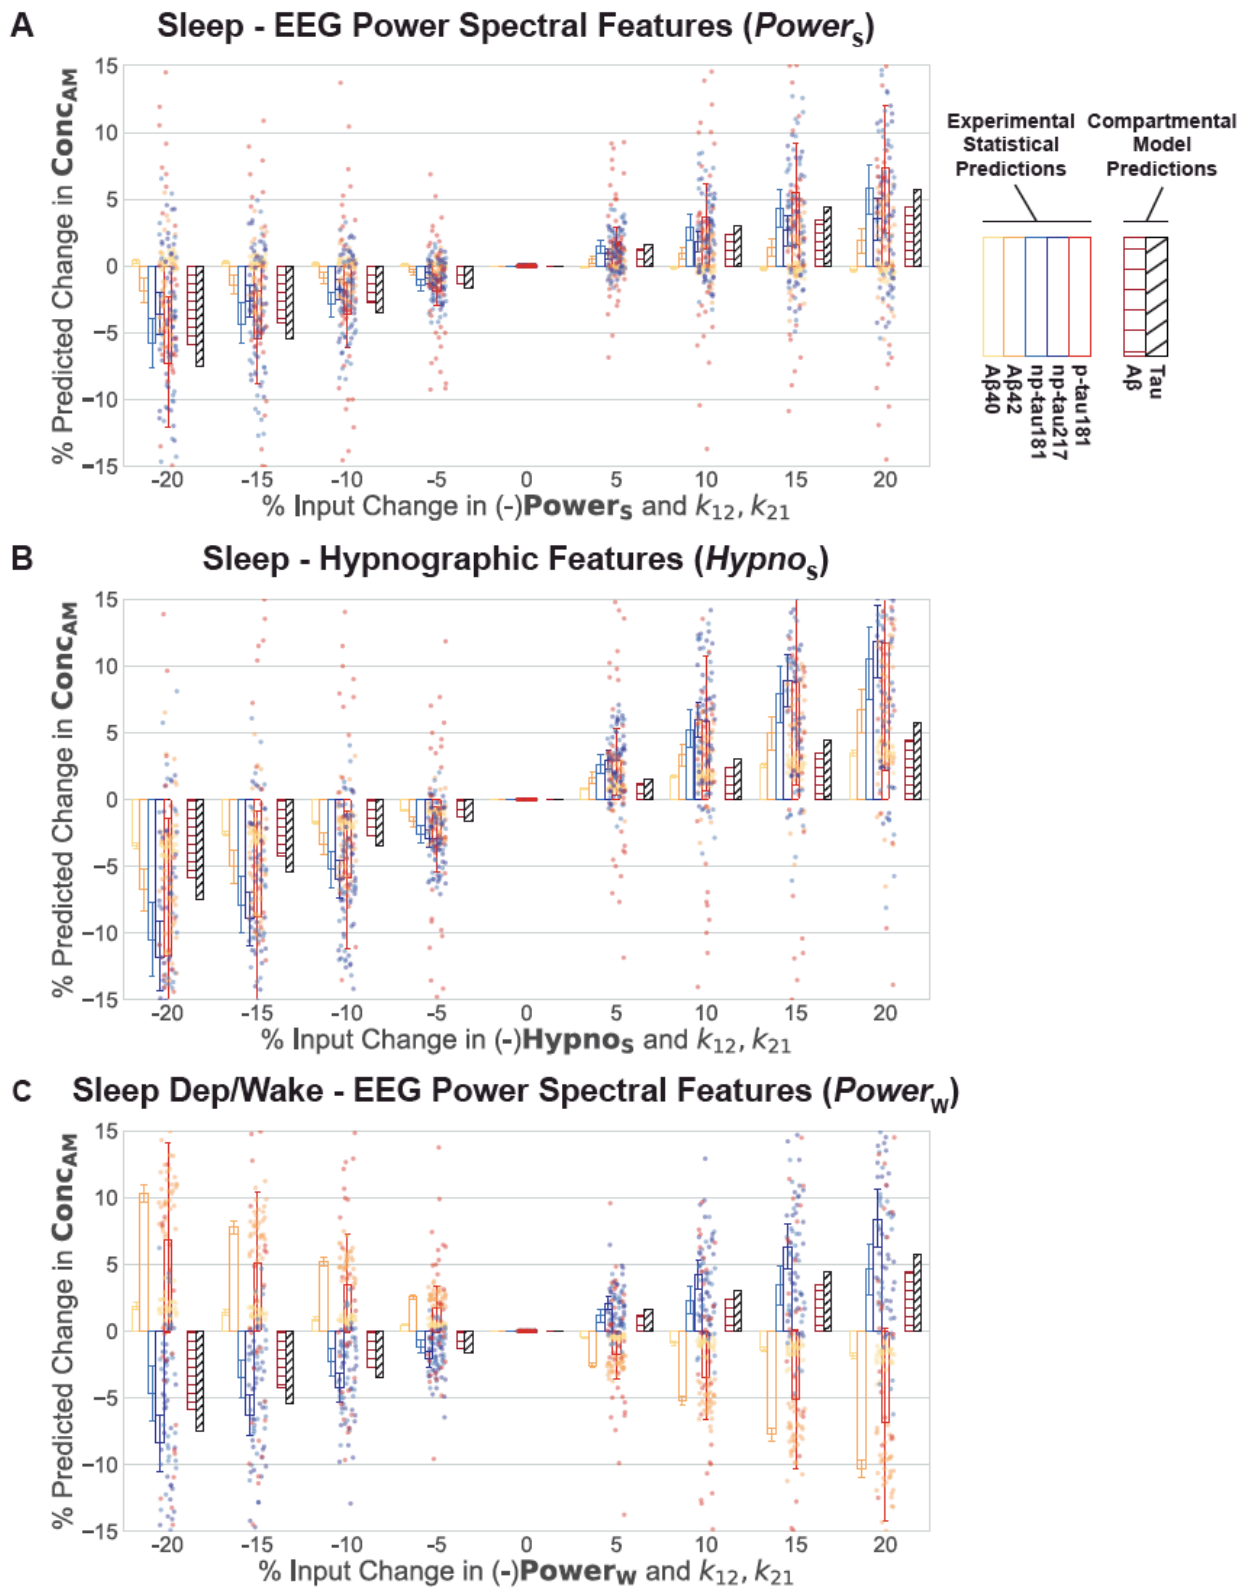 A
Sleep - EEG Power Spectral Features (Powers)
15
10
5
0
−5
−10
−15
% Predicted Change in ConcAM
-20 -15 -10 -5 0 5 10 15 20
% Input Change in (-)Powers and k12, k21
Experimental Statistical Predictions
Compartmental Model Predictions
Aβ40
Aβ42
np-tau181
np-tau217
p-tau181
Aβ
Tau
B
Sleep - Hypnographic Features (Hypnos)
15
10
5
0
−5
−10
−15
% Predicted Change in ConcAM
-20 -15 -10 -5 0 5 10 15 20
% Input Change in (-)Hypnos and k12, k21
C
Sleep Dep/Wake - EEG Power Spectral Features (Powerw)
15
10
5
0
−5
−10
−15
% Predicted Change in ConcAM
-20 -15 -10 -5 0 5 10 15 20
% Input Change in (-)Powerw and k12, k21